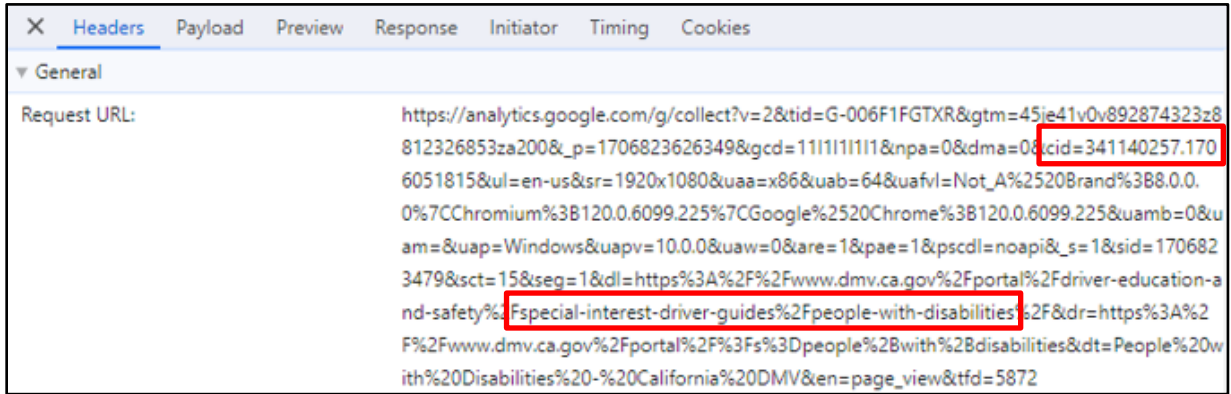 × Headers Payload Preview Response Initiator Timing Cookies
▼ General
Request URL: https://analytics.google.com/g/collect?v=2&tid=G-006F1FGTXR&gtm=45je41v0v892874323z8
812326853za200&_p=1706823626349&gcd=11l1l1l1l1&npa=0&dma=0&cid=341140257.170
6051815&ul=en-us&sr=1920x1080&uaa=x86&uab=64&uafvl=Not_A%2520Brand%3B8.0.0.
0%7CChromium%3B120.0.6099.225%7CGoogle%2520Chrome%3B120.0.6099.225&uamb=0&u
am=&uap=Windows&uapv=10.0.0&uaw=0&are=1&pae=1&pscdl=noapi&_s=1&sid=170682
3479&sct=15&seg=1&dl=https%3A%2F%2Fwww.dmv.ca.gov%2Fportal%2Fdriver-education-a
nd-safety%2Fspecial-interest-driver-guides%2Fpeople-with-disabilities%2F&dr=https%3A%2
F%2Fwww.dmv.ca.gov%2Fportal%2F%3Fs%3Dpeople%2Bwith%2Bdisabilities&dt=People%20w
ith%20Disabilities%20-%20California%20DMV&en=page_view&tfd=5872